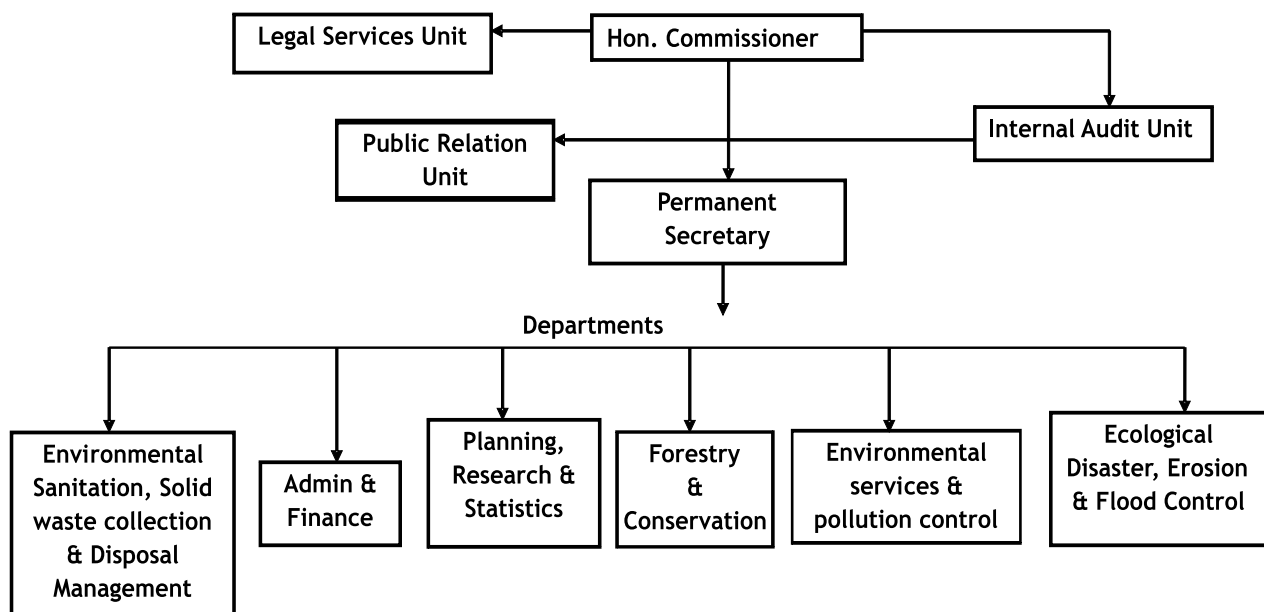 Legal Services Unit
Hon. Commissioner
Internal Audit Unit
Public Relation
Unit
Permanent
Secretary
Departments
Environmental
Sanitation, Solid
waste collection
& Disposal
Management
Admin &
Finance
Planning,
Research &
Statistics
Forestry
&
Conservation
Environmental
services &
pollution control
Ecological
Disaster, Erosion
& Flood Control